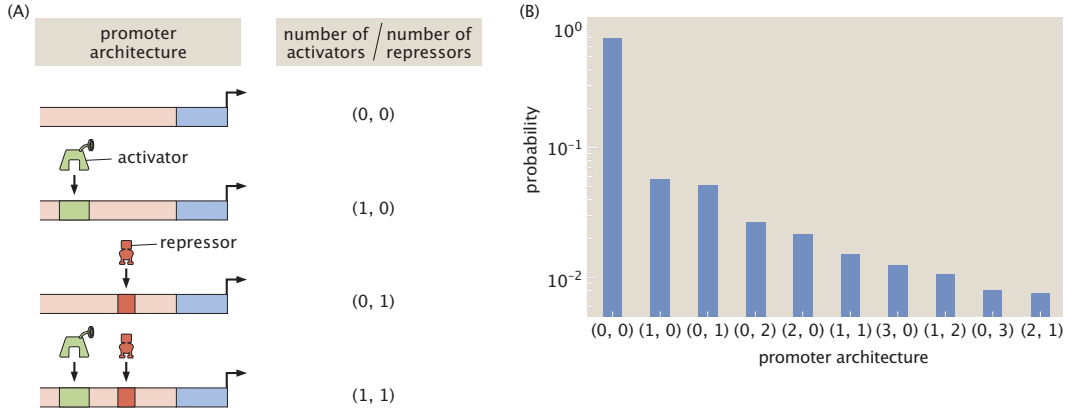 (A)
promoter
architecture
number of / number of
activators / repressors
(0, 0)
activator
(1, 0)
repressor
(0, 1)
(1, 1)
(B)
probability
10⁰
10⁻¹
10⁻²
(0, 0) (1, 0) (0, 1) (0, 2) (2, 0) (1, 1) (3, 0) (1, 2) (0, 3) (2, 1)
promoter architecture